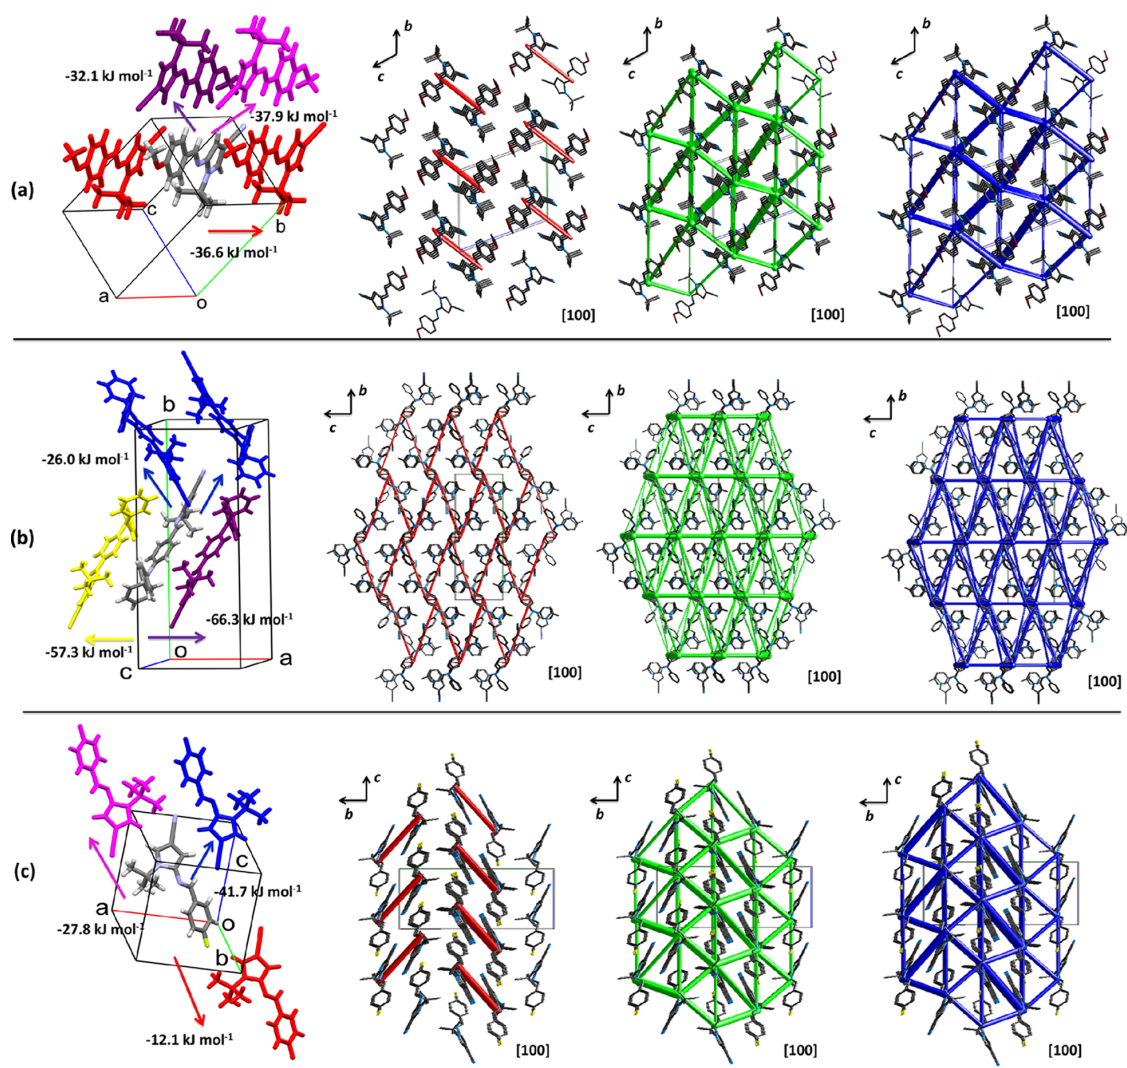 (a)
-32.1 kJ mol-1
-37.9 kJ mol-1
-36.6 kJ mol-1
c
b
a
o
b
c
[100]
b
c
[100]
b
c
[100]
(b)
b
-26.0 kJ mol-1
-66.3 kJ mol-1
-57.3 kJ mol-1
o
a
c
b
c
[100]
b
c
[100]
b
c
[100]
(c)
c
-41.7 kJ mol-1
a
-27.8 kJ mol-1
o
b
-12.1 kJ mol-1
c
b
[100]
c
b
[100]
c
b
[100]